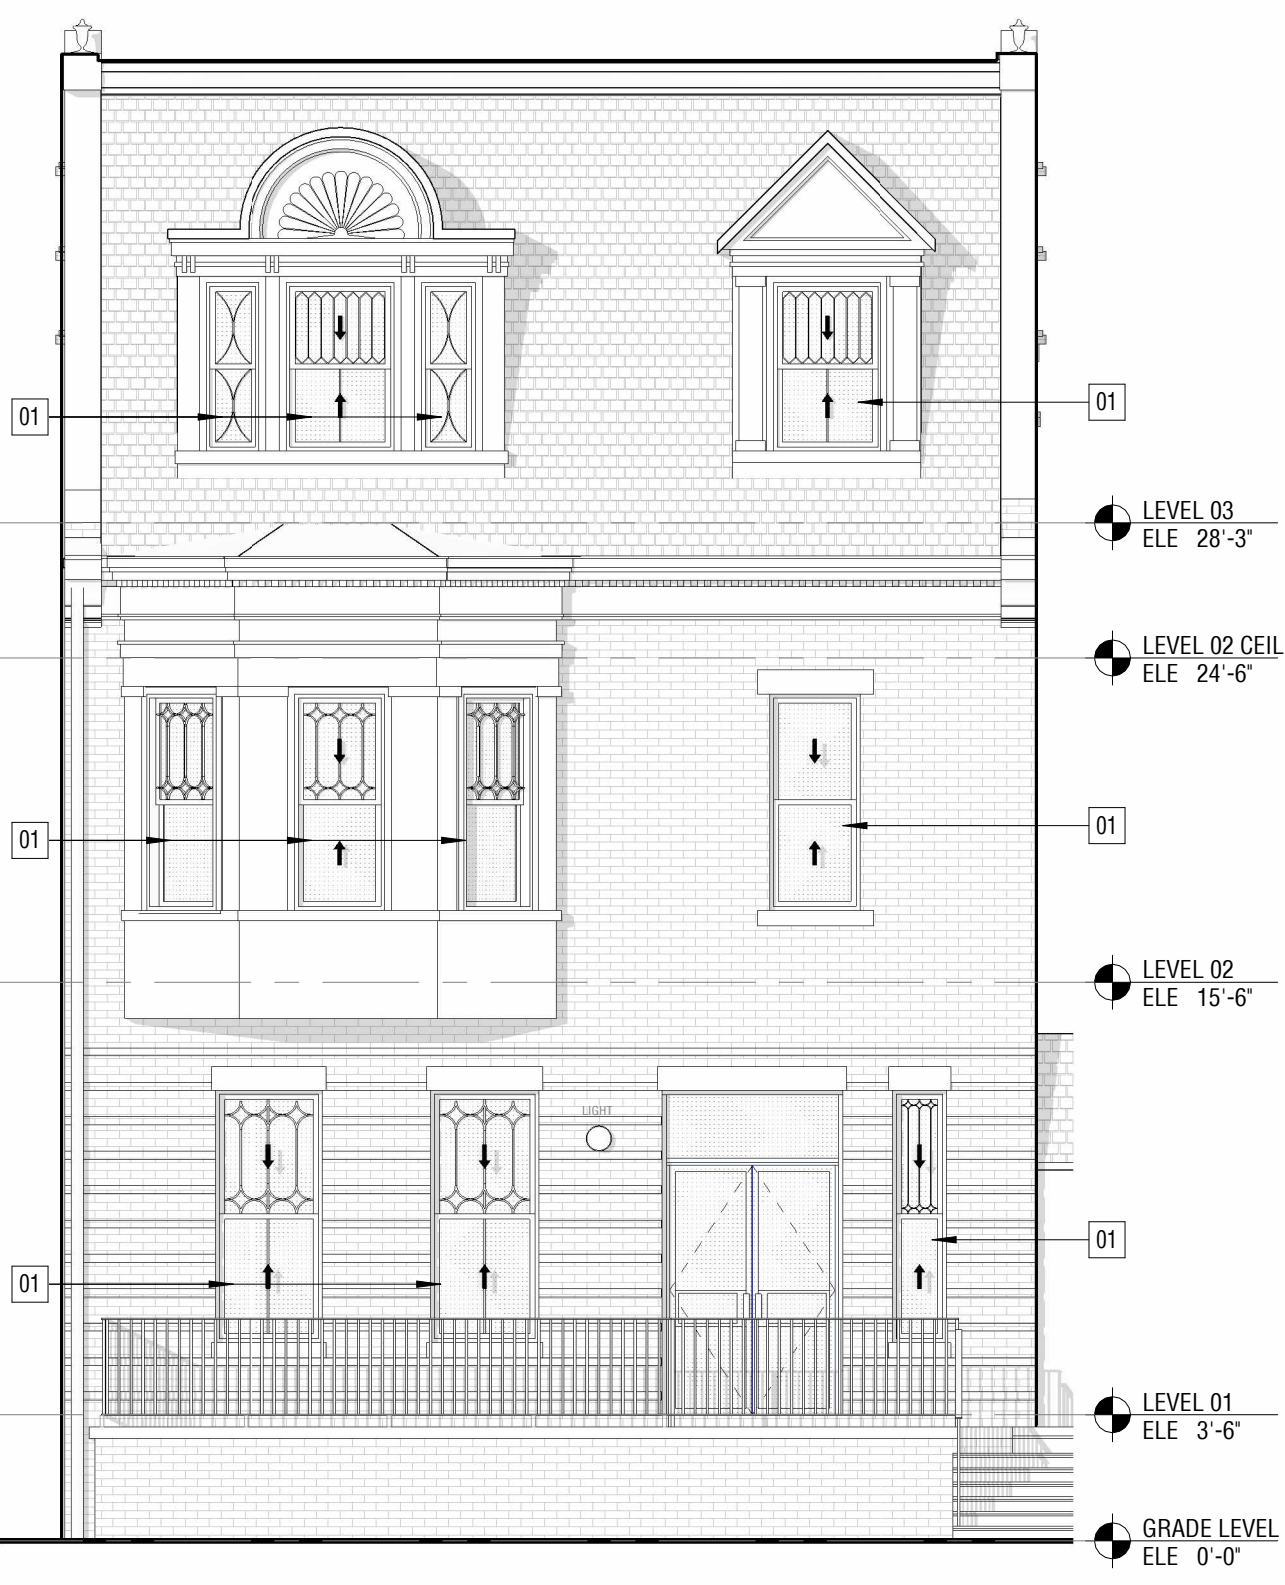 01
01
LEVEL 03
ELE 28'-3"
LEVEL 02 CEIL
ELE 24'-6"
01
01
LEVEL 02
ELE 15'-6"
LIGHT
01
01
LEVEL 01
ELE 3'-6"
GRADE LEVEL
ELE 0'-0"